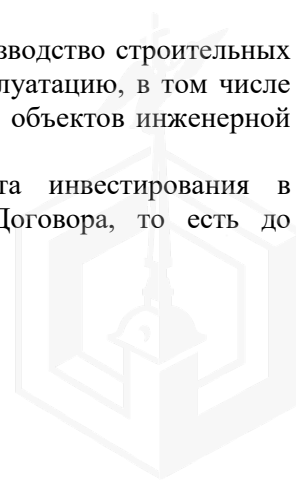 зводство строительных
луатацию, в том числе
объектов инженерной
та инвестирования в
Договора, то есть до